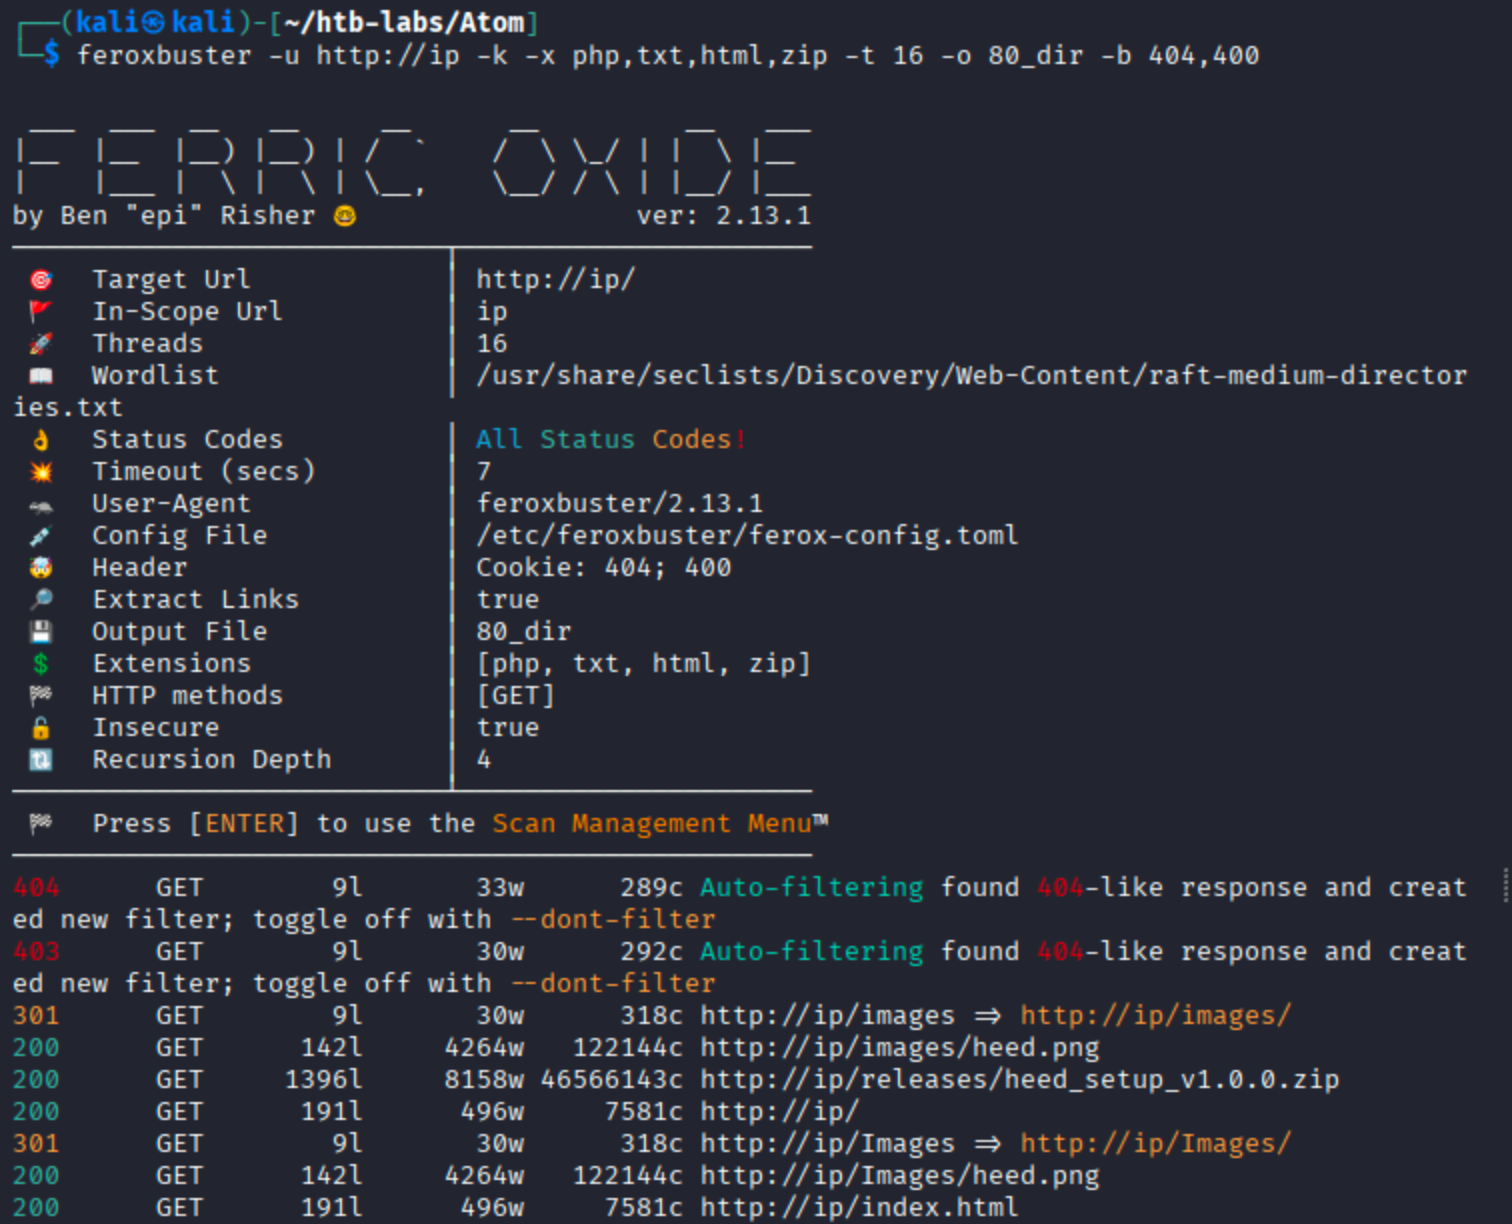 (kali㉿kali)-[~/htb-labs/Atom]
$ feroxbuster -u http://ip -k -x php,txt,html,zip -t 16 -o 80_dir -b 404,400
FERRIC OXIDE
by Ben "epi" Risher 🤓 ver: 2.13.1
🎯 Target Url │ http://ip/
🚩 In-Scope Url │ ip
🚀 Threads │ 16
📖 Wordlist │ /usr/share/seclists/Discovery/Web-Content/raft-medium-director
ies.txt
👌 Status Codes │ All Status Codes!
💥 Timeout (secs) │ 7
🦡 User-Agent │ feroxbuster/2.13.1
💉 Config File │ /etc/feroxbuster/ferox-config.toml
🤯 Header │ Cookie: 404; 400
🔎 Extract Links │ true
💾 Output File │ 80_dir
💲 Extensions │ [php, txt, html, zip]
🏁 HTTP methods │ [GET]
🔓 Insecure │ true
🔃 Recursion Depth │ 4
🏁 Press [ENTER] to use the Scan Management Menu™
404 GET 9l 33w 289c Auto-filtering found 404-like response and creat
ed new filter; toggle off with --dont-filter
403 GET 9l 30w 292c Auto-filtering found 404-like response and creat
ed new filter; toggle off with --dont-filter
301 GET 9l 30w 318c http://ip/images => http://ip/images/
200 GET 142l 4264w 122144c http://ip/images/heed.png
200 GET 1396l 8158w 46566143c http://ip/releases/heed_setup_v1.0.0.zip
200 GET 191l 496w 7581c http://ip/
301 GET 9l 30w 318c http://ip/Images => http://ip/Images/
200 GET 142l 4264w 122144c http://ip/Images/heed.png
200 GET 191l 496w 7581c http://ip/index.html